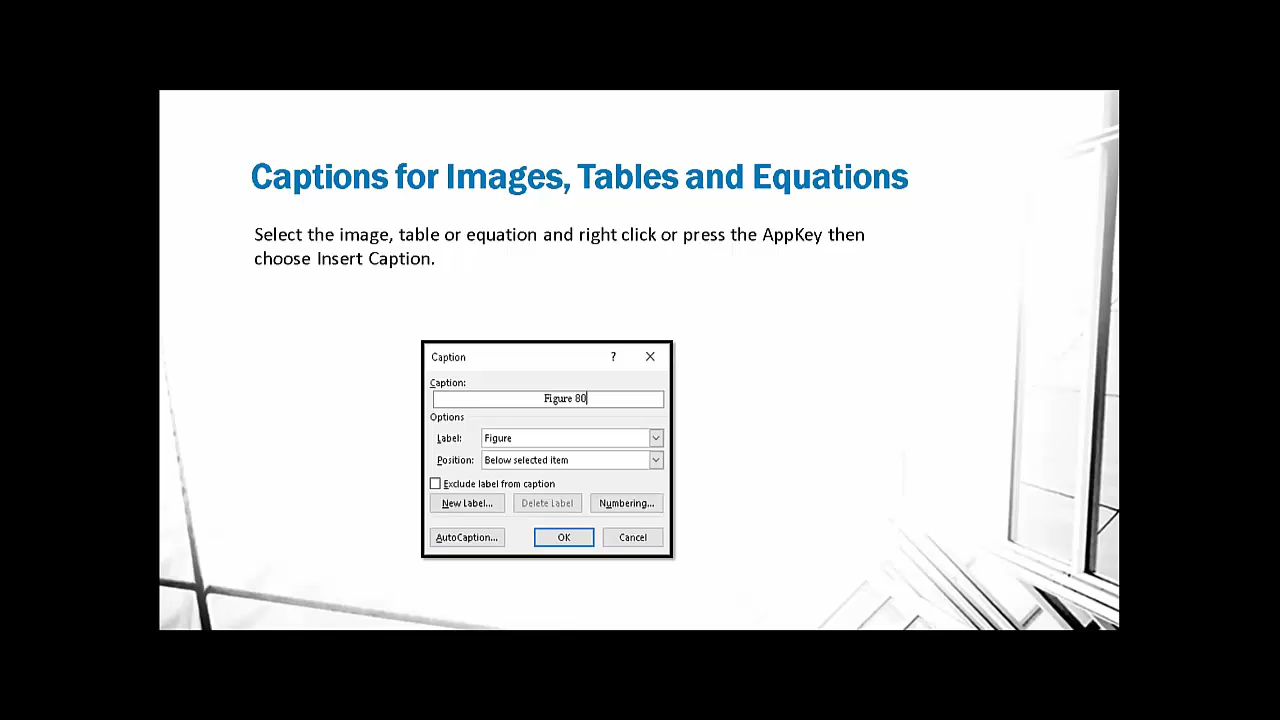 Captions for Images, Tables and Equations
Select the image, table or equation and right click or press the AppKey then
choose Insert Caption.
Caption ?
Caption:
Figure 80
Options
Label: Figure
Position: Below selected item
Exclude label from caption
New Label... Delete Label Numbering...
AutoCaption... OK Cancel